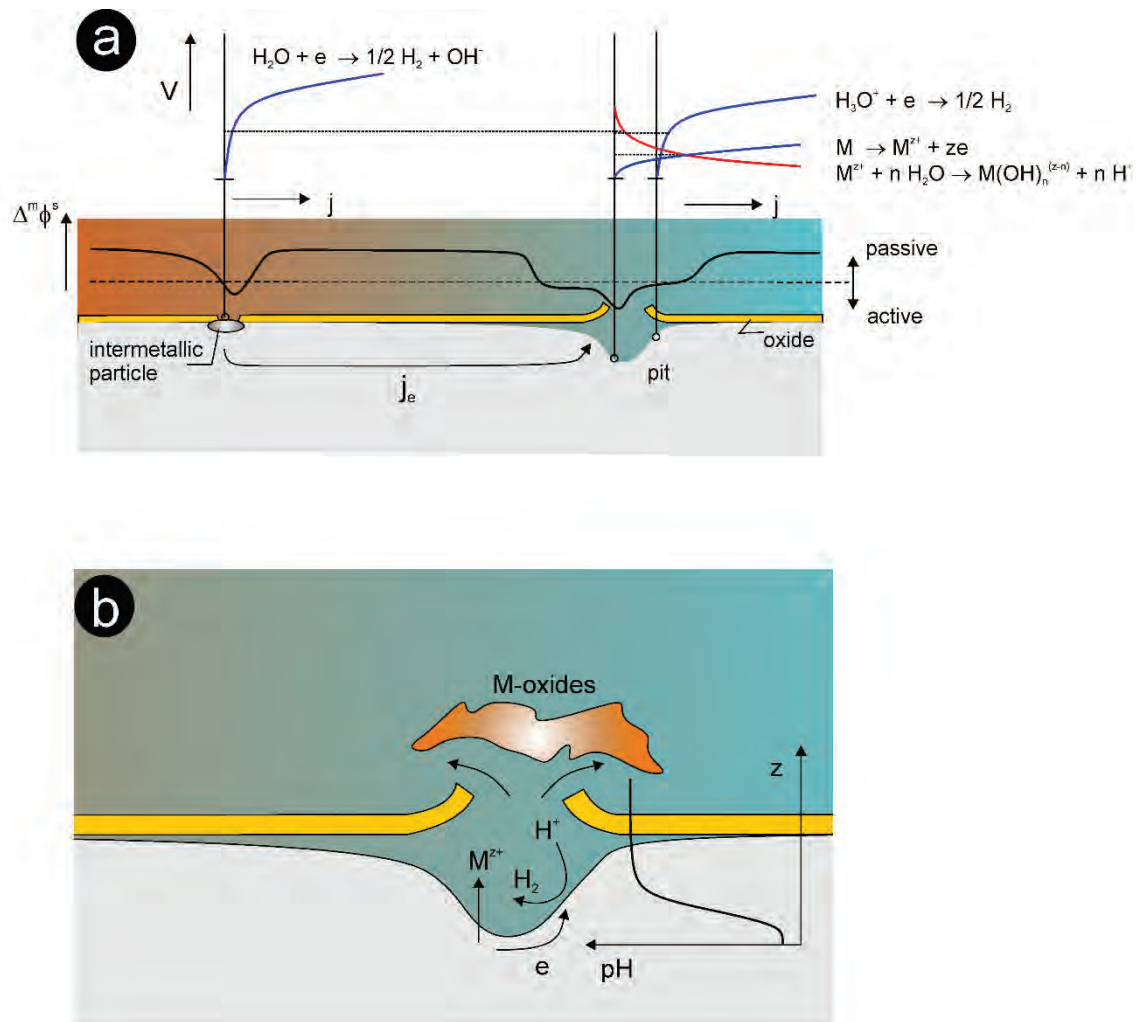 a
V
H₂O + e → 1/2 H₂ + OH⁻
H₃O⁺ + e → 1/2 H₂
M → Mᶻ⁺ + ze
Mᶻ⁺ + n H₂O → M(OH)ₙ⁽ᶻ⁻ⁿ⁾ + n H⁺
j
j
Δᵐϕˢ
passive
active
intermetallic
particle
oxide
pit
jₑ
b
M-oxides
z
H⁺
Mᶻ⁺
H₂
e
pH